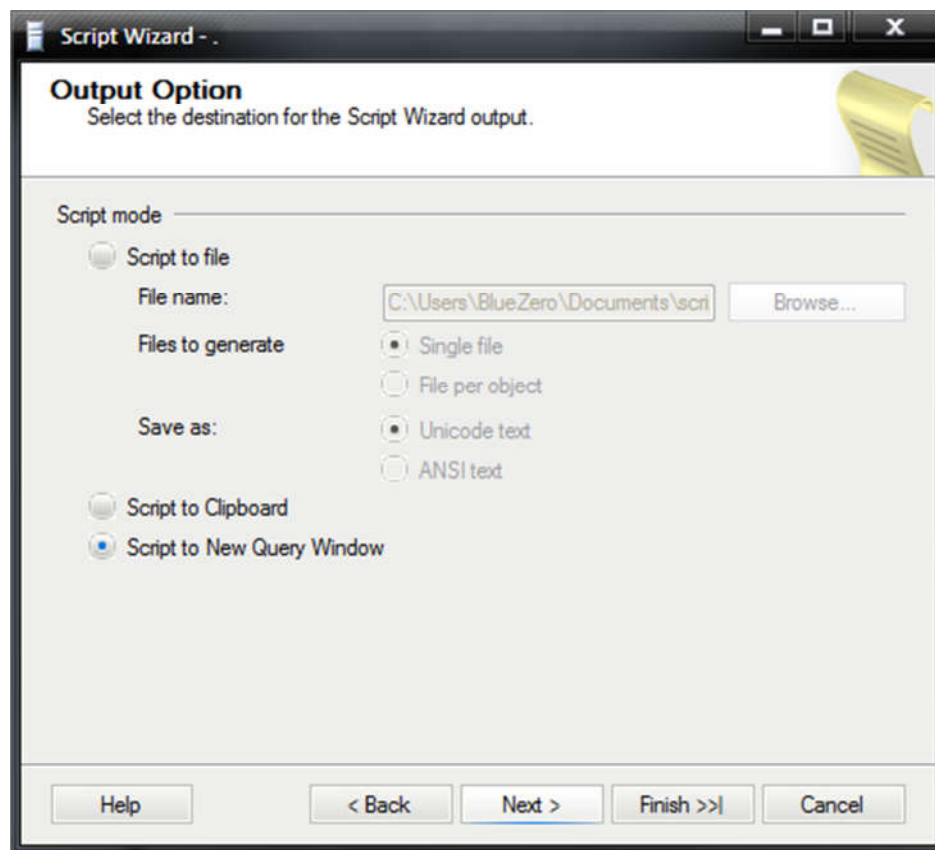 Script Wizard - .
Output Option
Select the destination for the Script Wizard output.
Script mode
Script to file
File name: C:\Users\BlueZero\Documents\scri Browse...
Files to generate Single file
File per object
Save as: Unicode text
ANSI text
Script to Clipboard
Script to New Query Window
Help < Back Next > Finish >>| Cancel